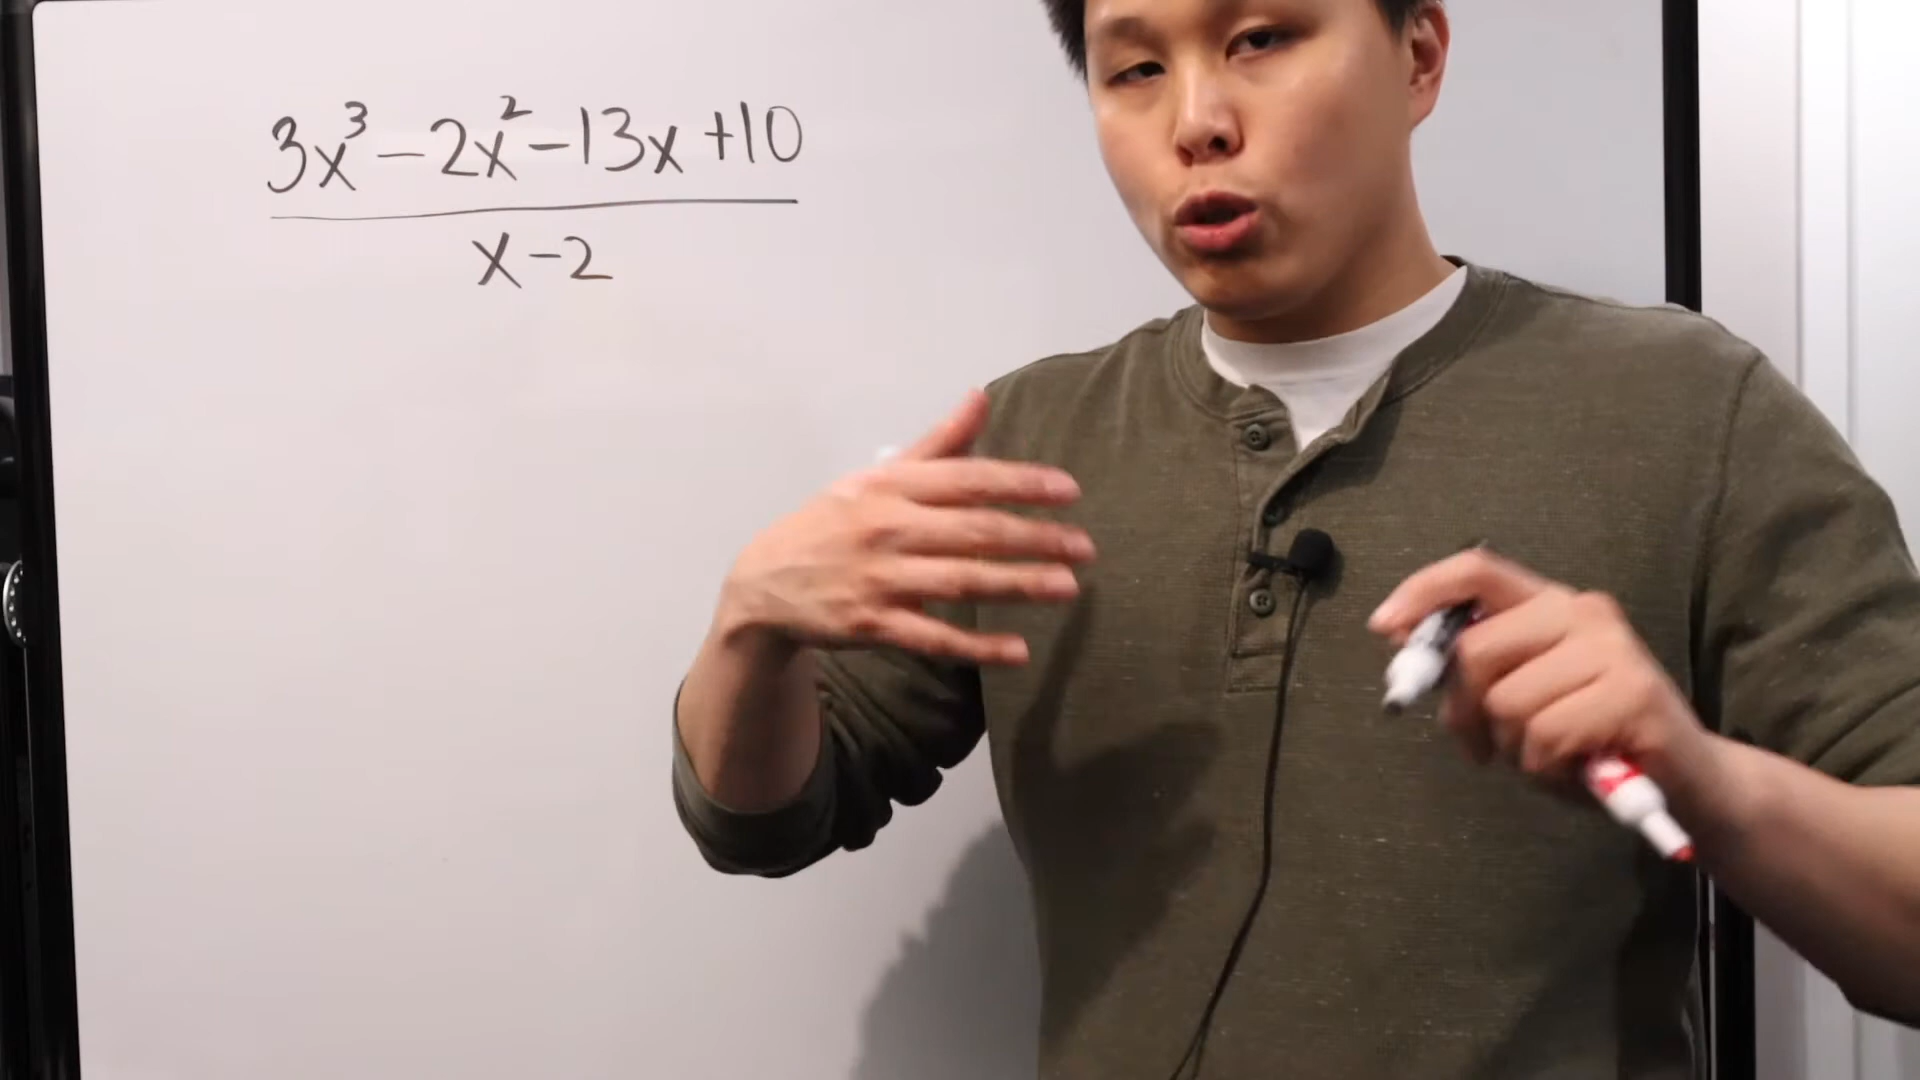 3x³ - 2x² - 13x + 10
x - 2